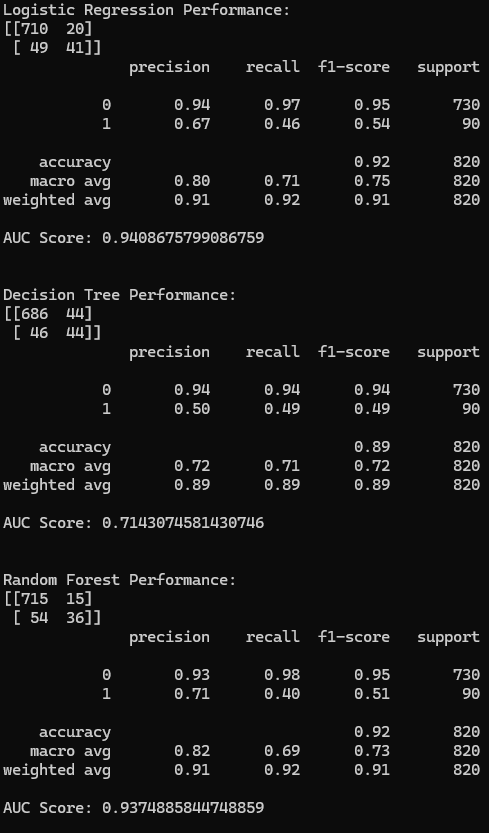 Logistic Regression Performance:
[[710  20]
 [ 49  41]]
              precision    recall  f1-score   support

           0       0.94      0.97      0.95       730
           1       0.67      0.46      0.54        90

    accuracy                           0.92       820
   macro avg       0.80      0.71      0.75       820
weighted avg       0.91      0.92      0.91       820

AUC Score: 0.9408675799086759


Decision Tree Performance:
[[686  44]
 [ 46  44]]
              precision    recall  f1-score   support

           0       0.94      0.94      0.94       730
           1       0.50      0.49      0.49        90

    accuracy                           0.89       820
   macro avg       0.72      0.71      0.72       820
weighted avg       0.89      0.89      0.89       820

AUC Score: 0.7143074581430746


Random Forest Performance:
[[715  15]
 [ 54  36]]
              precision    recall  f1-score   support

           0       0.93      0.98      0.95       730
           1       0.71      0.40      0.51        90

    accuracy                           0.92       820
   macro avg       0.82      0.69      0.73       820
weighted avg       0.91      0.92      0.91       820

AUC Score: 0.9374885844748859